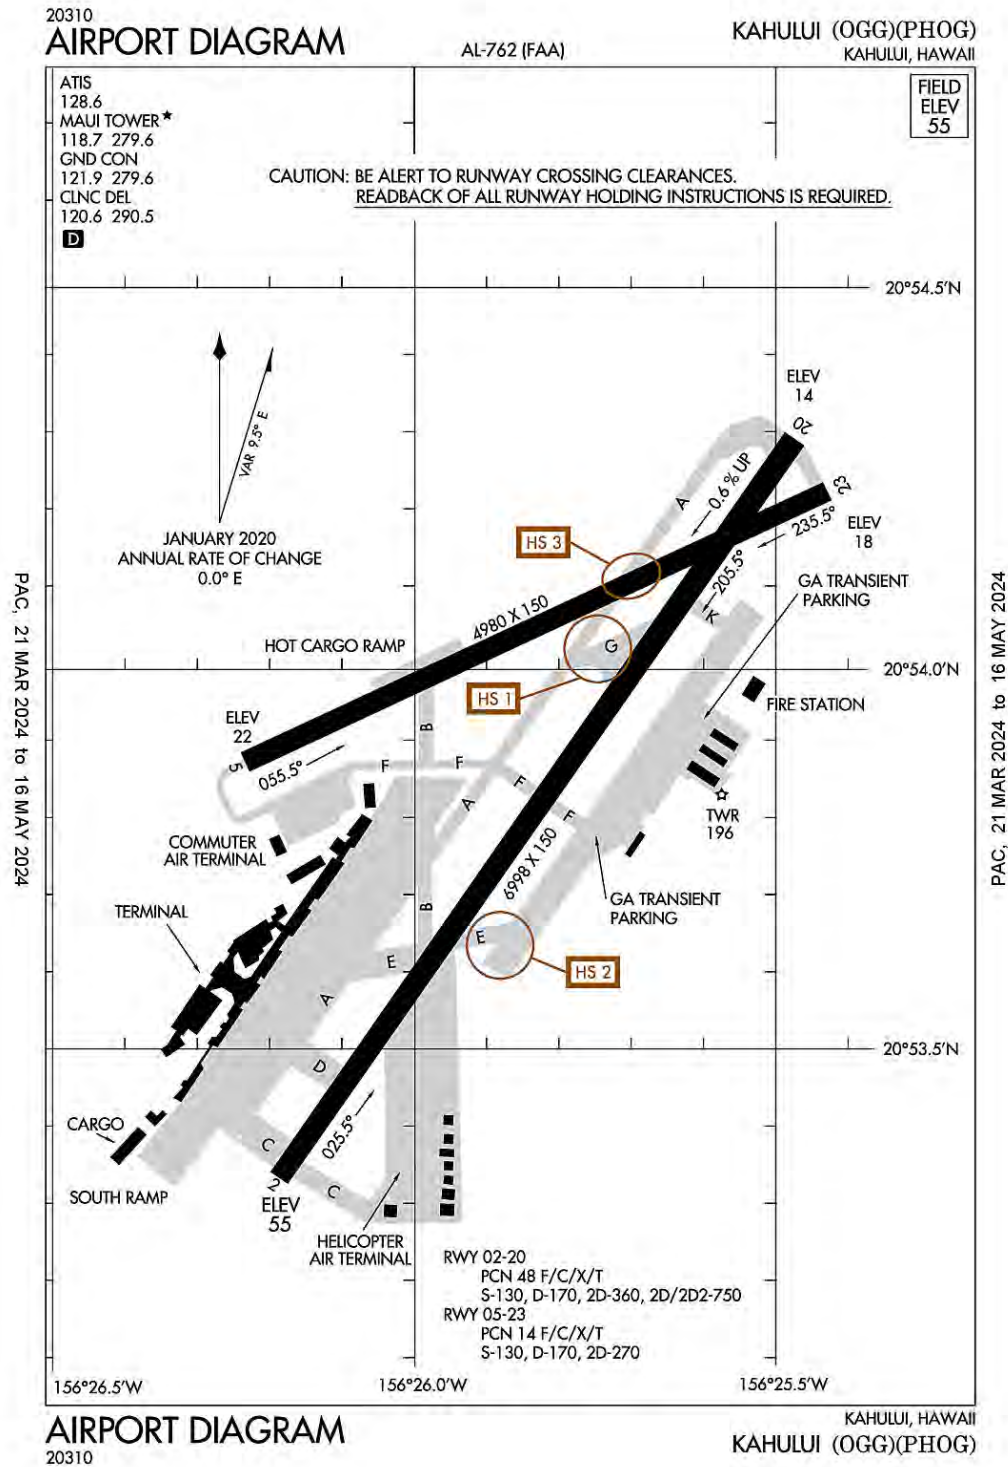 20310
AIRPORT DIAGRAM
AL-762 (FAA)
KAHULUI (OGG)(PHOG)
KAHULUI, HAWAII
ATIS
128.6
MAUI TOWER★
118.7 279.6
GND CON
121.9 279.6
CLNC DEL
120.6 290.5
D
FIELD
ELEV
55
CAUTION: BE ALERT TO RUNWAY CROSSING CLEARANCES.
READBACK OF ALL RUNWAY HOLDING INSTRUCTIONS IS REQUIRED.
20°54.5'N
VAR 9.5° E
JANUARY 2020
ANNUAL RATE OF CHANGE
0.0° E
ELEV
14
20
0.6% UP
A
23
235.5°
ELEV
18
HS 3
205.5°
GA TRANSIENT
PARKING
K
4980 X 150
HOT CARGO RAMP
G
20°54.0'N
HS 1
FIRE STATION
ELEV
22
B
5
055.5°
F
F
F
F
A
TWR
196
COMMUTER
AIR TERMINAL
6998 X 150
GA TRANSIENT
PARKING
TERMINAL
B
E
E
HS 2
A
20°53.5'N
D
CARGO
C
025.5°
C
2
SOUTH RAMP
ELEV
55
HELICOPTER
AIR TERMINAL
RWY 02-20
PCN 48 F/C/X/T
S-130, D-170, 2D-360, 2D/2D2-750
RWY 05-23
PCN 14 F/C/X/T
S-130, D-170, 2D-270
156°26.5'W
156°26.0'W
156°25.5'W
PAC, 21 MAR 2024 to 16 MAY 2024
PAC, 21 MAR 2024 to 16 MAY 2024
AIRPORT DIAGRAM
20310
KAHULUI, HAWAII
KAHULUI (OGG)(PHOG)